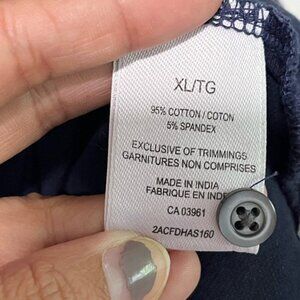 XL/TG
95% COTTON / COTON
5% SPANDEX
EXCLUSIVE OF TRIMMINGS
GARNITURES NON COMPRISES
MADE IN INDIA
FABRIQUE EN IND
CA 03961
2ACFDHAS160